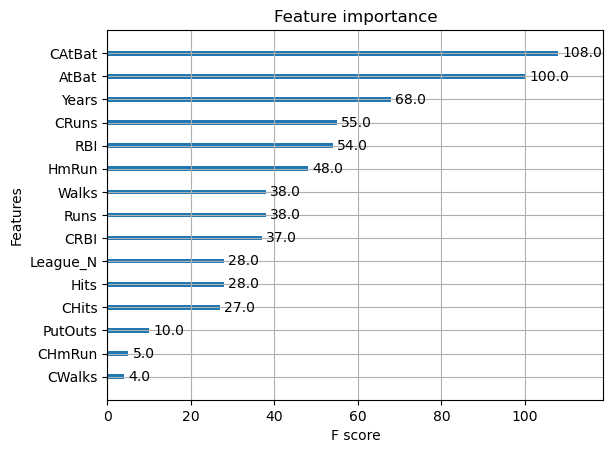 Feature importance
CAtBat 108.0
AtBat 100.0
Years 68.0
CRuns 55.0
RBI 54.0
HmRun 48.0
Walks 38.0
Runs 38.0
CRBI 37.0
League_N 28.0
Hits 28.0
CHits 27.0
PutOuts 10.0
CHmRun 5.0
CWalks 4.0
Features
0 20 40 60 80 100
F score